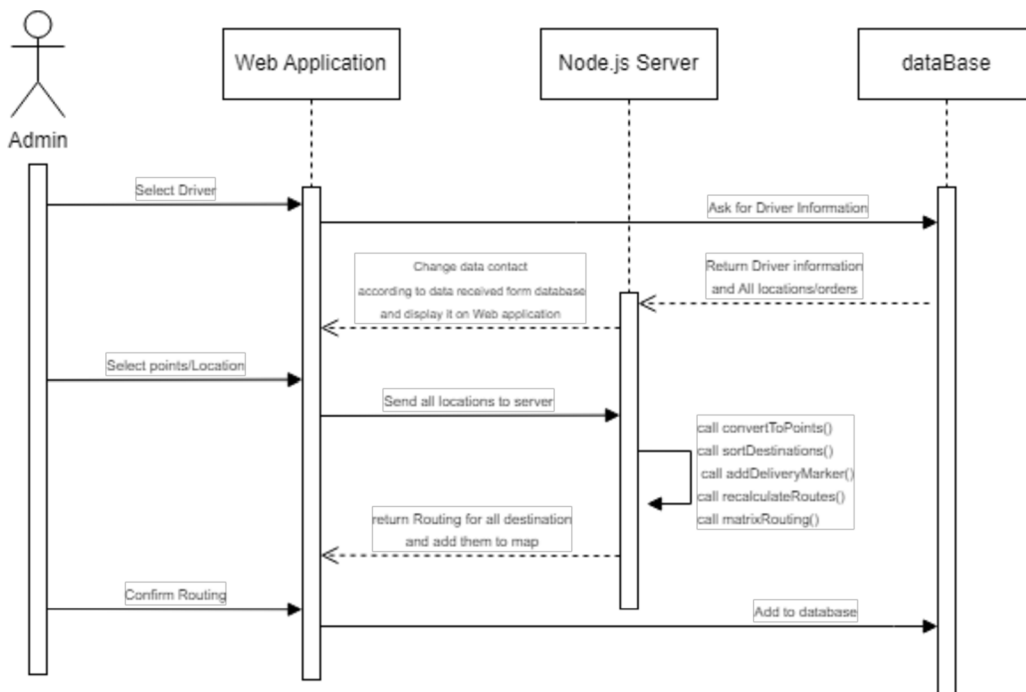 Web Application
Node.js Server
dataBase
Admin
Select Driver
Ask for Driver Information
Change data contact
according to data received form database
and display it on Web application
Return Driver information
and All locations/orders
Select points/Location
Send all locations to server
call convertToPoints()
call sortDestinations()
call addDeliveryMarker()
call recalculateRoutes()
call matrixRouting()
return Routing for all destination
and add them to map
Confirm Routing
Add to database